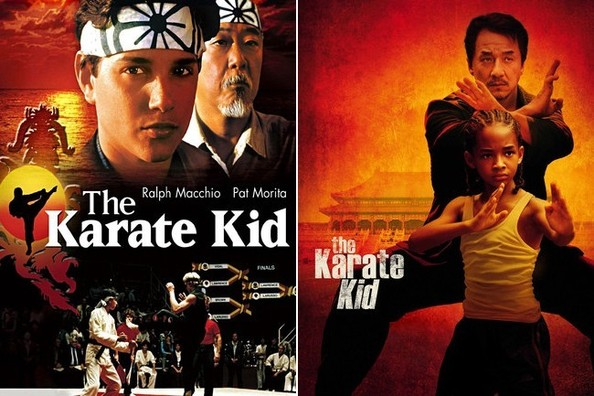 Ralph Macchio Pat Morita
The
Karate Kid
FINALS
the
Karate
Kid